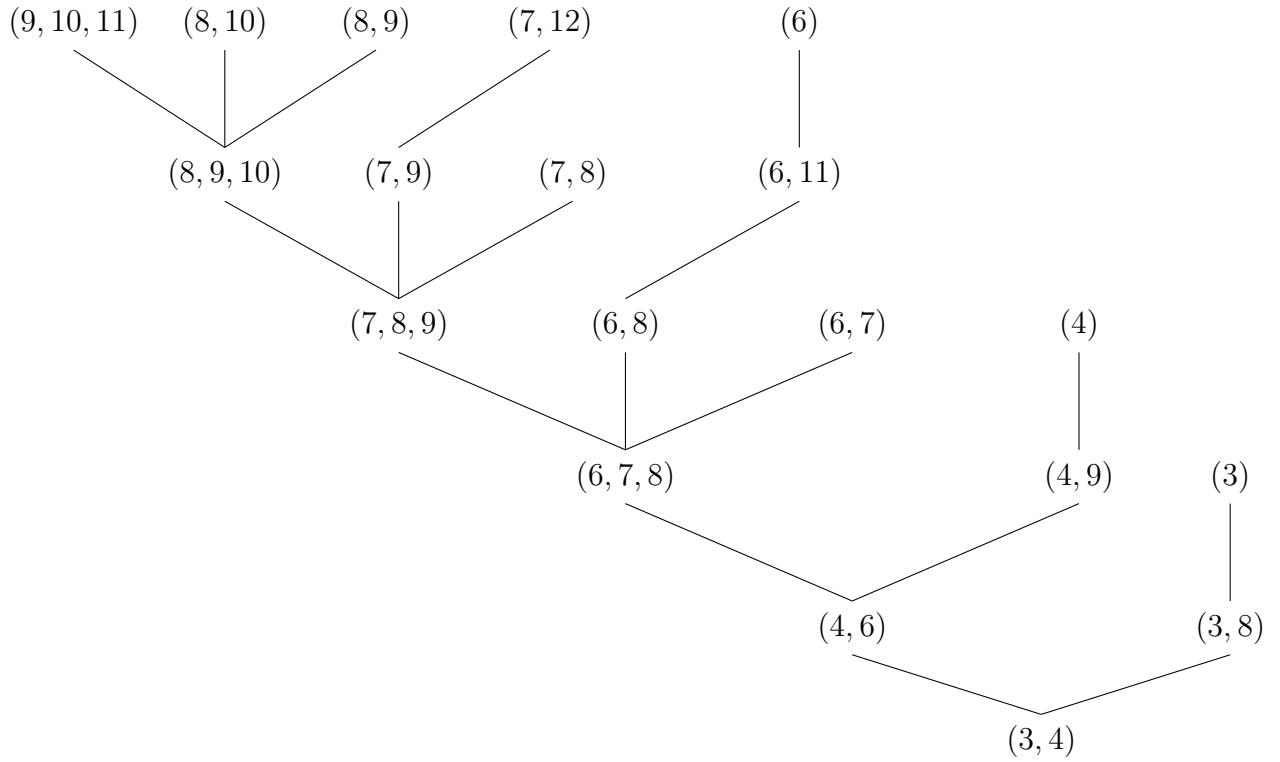 (9, 10, 11) (8, 10) (8, 9) (7, 12) (6)
(8, 9, 10) (7, 9) (7, 8) (6, 11)
(7, 8, 9) (6, 8) (6, 7) (4)
(6, 7, 8) (4, 9) (3)
(4, 6) (3, 8)
(3, 4)